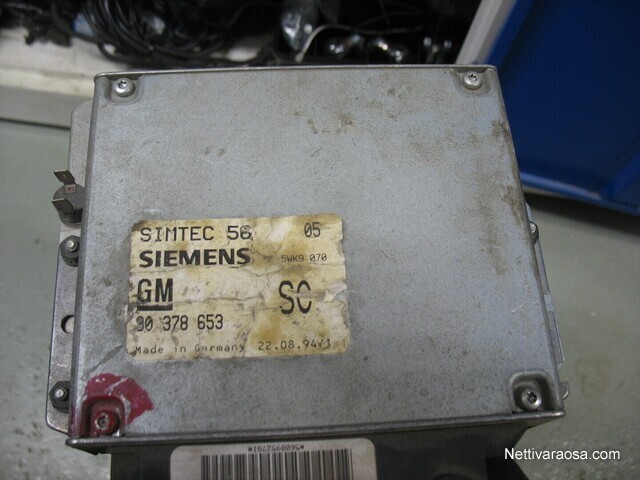 SIMTEC 56 05
SIEMENS 5WK9 070
GM SC
90 378 653
Made in Germany 22.08.94/1
Nettivaraosa.com